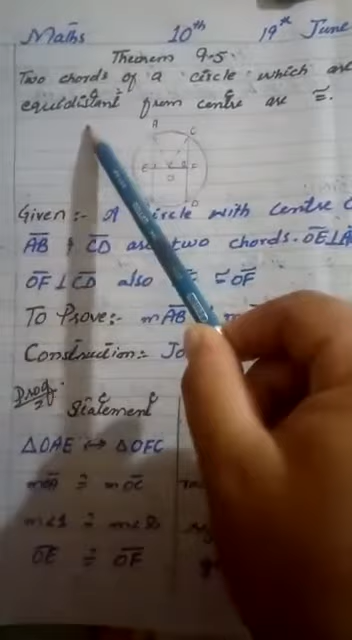 Maths 10th 19th June
Theorem 9.5.
Two chords of a circle which are
equidistant from centre are ≅.
A
C
E F
O
D
Given :- A circle with centre
AB & CD are two chords. OE⊥A
OF ⊥ CD also ≅ OF
To Prove:- mAB
Construction:- Jo
Proof:-
Statement
ΔOAE ↔ ΔOFC
≅ mOC
m<1 ≅ m<2
OE ≅ OF